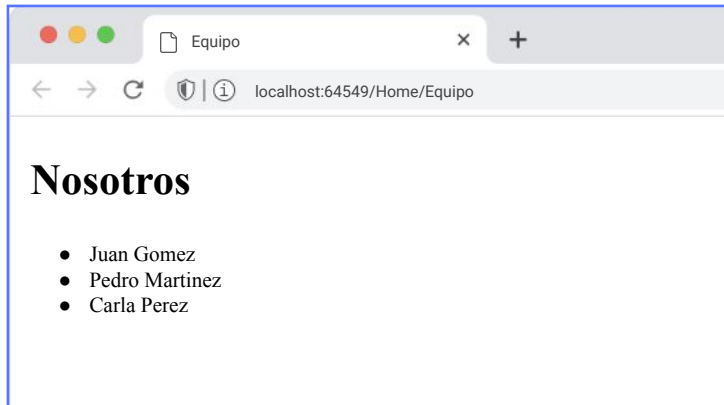 Equipo
localhost:64549/Home/Equipo
Nosotros
Juan Gomez
Pedro Martinez
Carla Perez